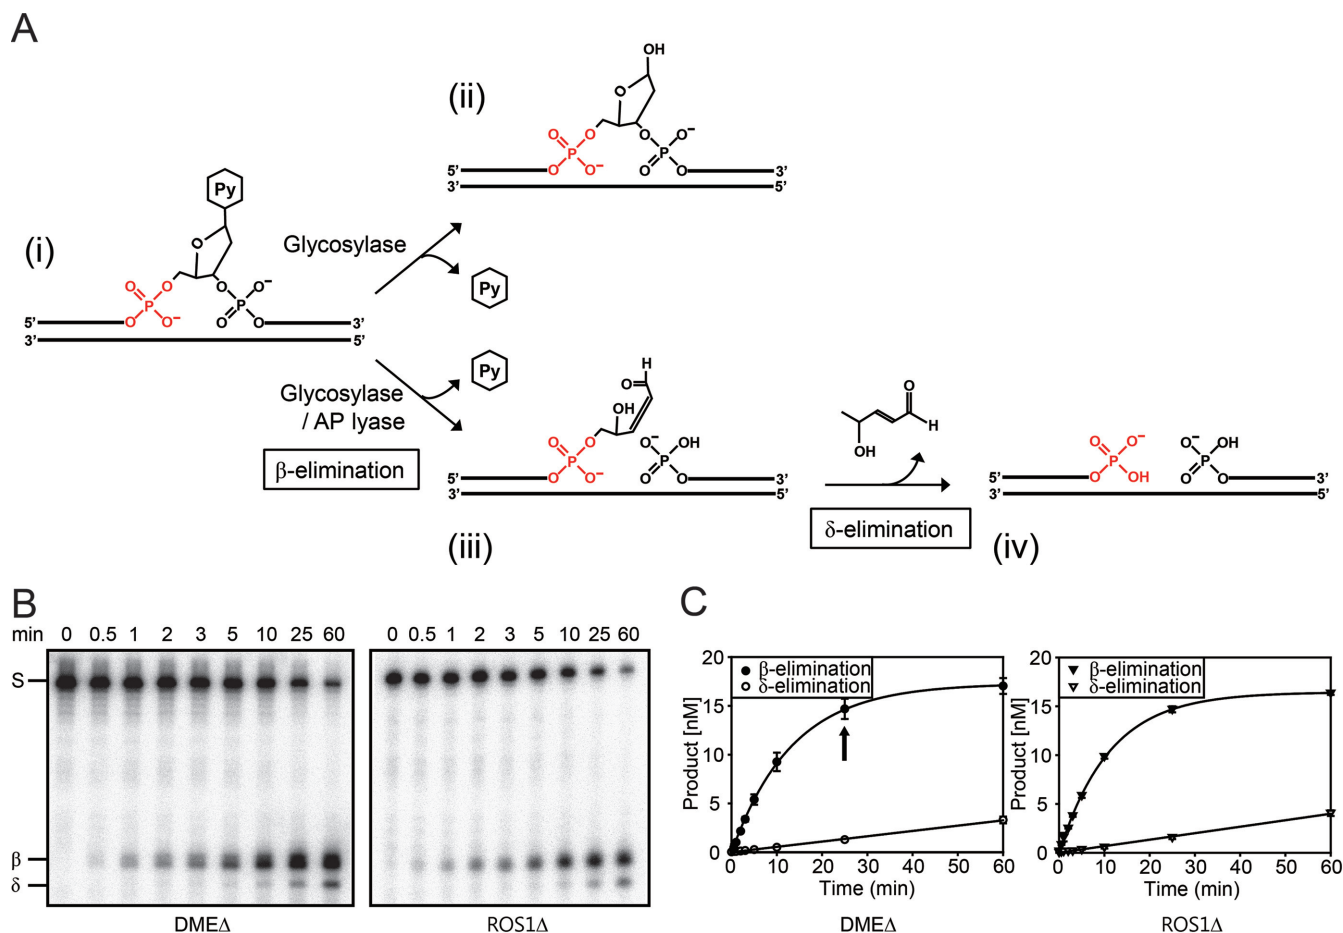 A
(i)
Py
O
O
P
O
O
O⁻
O
P
O⁻
O
O
5' 3'
3' 5'
Glycosylase
Py
(ii)
OH
O
O
O
P
O
O⁻
O
P
O⁻
O
O
5' 3'
3' 5'
Glycosylase
/ AP lyase
Py
β-elimination
(iii)
H
O
OH
O
O
P
O
O⁻
O⁻
OH
P
O
O
5' 3'
3' 5'
O
H
OH
δ-elimination
(iv)
O
O⁻
P
O
OH
O⁻
OH
P
O
O
5' 3'
3' 5'
B
min 0 0.5 1 2 3 5 10 25 60
0 0.5 1 2 3 5 10 25 60
S
β
δ
DMEΔ
ROS1Δ
C
Product [nM]
20
15
10
5
0
β-elimination
δ-elimination
0 10 20 30 40 50 60
Time (min)
DMEΔ
Product [nM]
20
15
10
5
0
β-elimination
δ-elimination
0 10 20 30 40 50 60
Time (min)
ROS1Δ